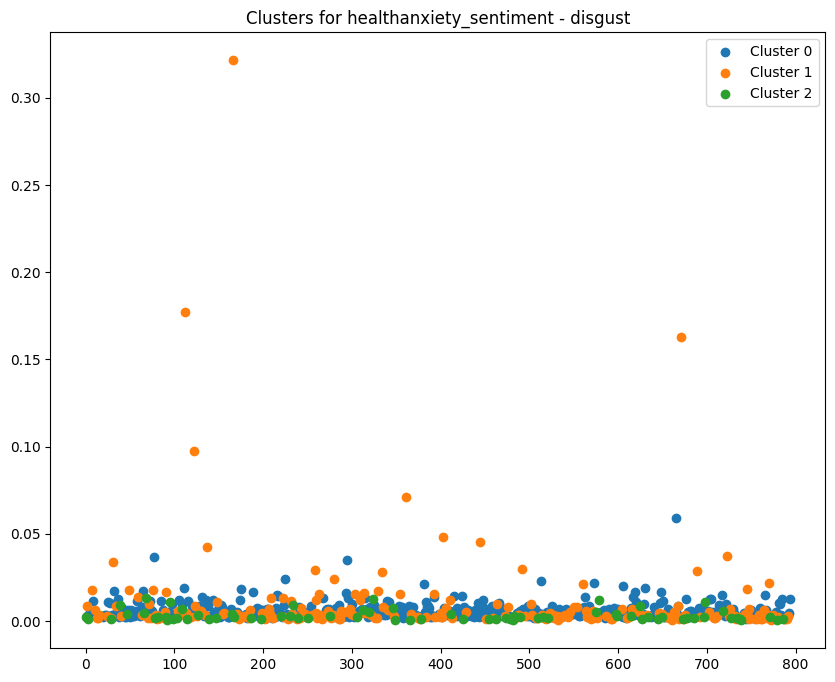 Clusters for healthanxiety_sentiment - disgust
Cluster 0
Cluster 1
Cluster 2
0.30
0.25
0.20
0.15
0.10
0.05
0.00
0 100 200 300 400 500 600 700 800